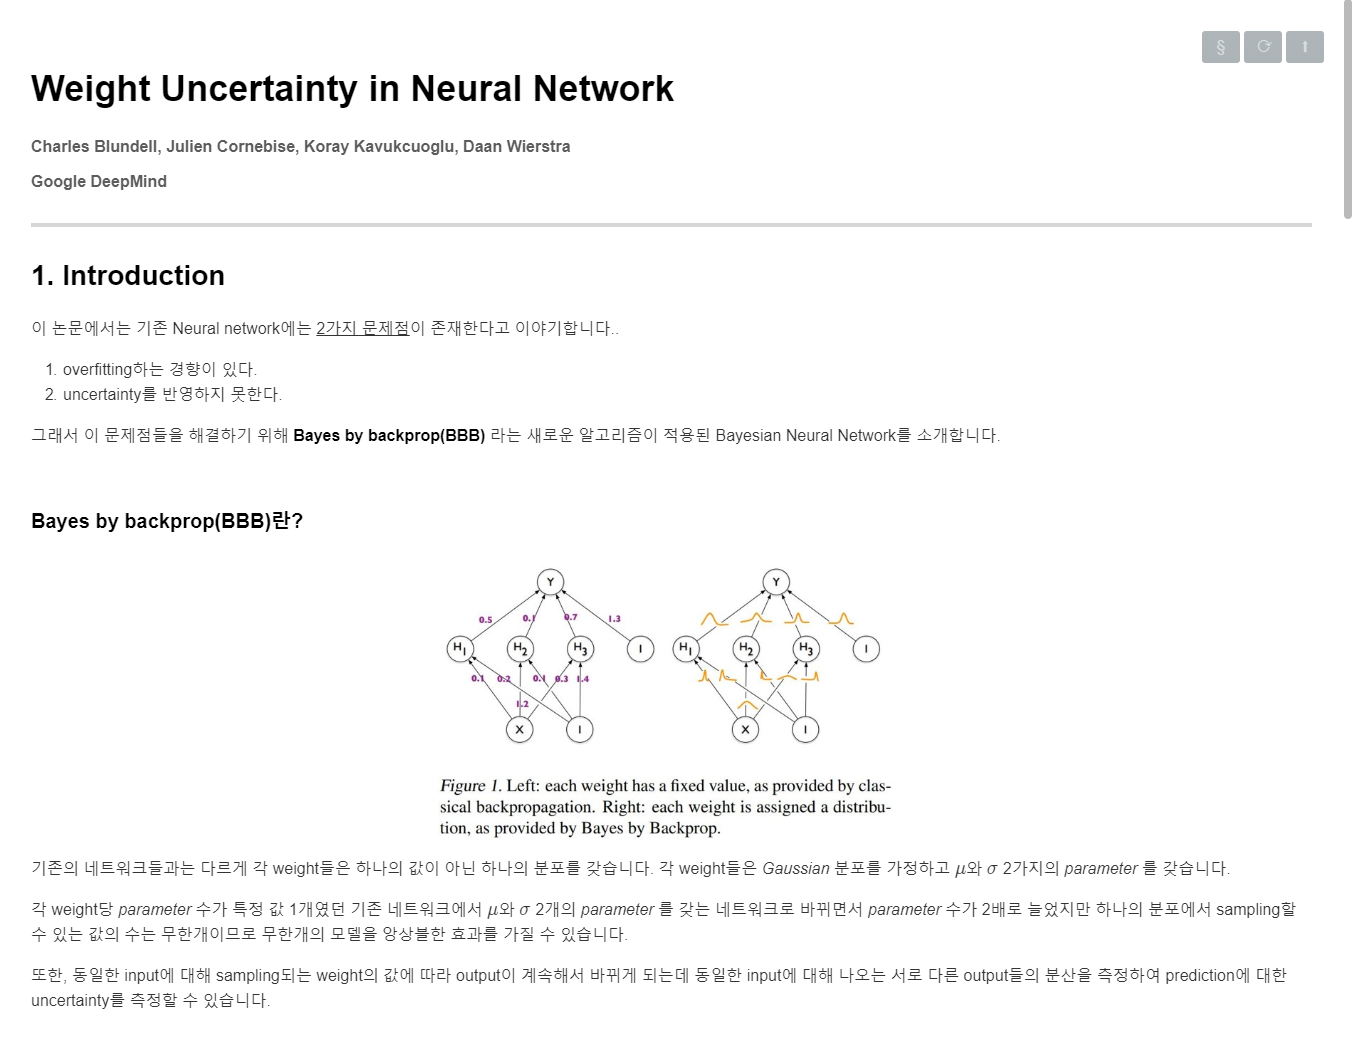 § ⟳ ⬆
Weight Uncertainty in Neural Network
Charles Blundell, Julien Cornebise, Koray Kavukcuoglu, Daan Wierstra
Google DeepMind
1. Introduction
이 논문에서는 기존 Neural network에는 2가지 문제점이 존재한다고 이야기합니다..
1. overfitting하는 경향이 있다.
2. uncertainty를 반영하지 못한다.
그래서 이 문제점들을 해결하기 위해 Bayes by backprop(BBB) 라는 새로운 알고리즘이 적용된 Bayesian Neural Network를 소개합니다.
Bayes by backprop(BBB)란?
Y Y
0.5 0.1 0.7 1.3
H1 H2 H3 I H1 H2 H3 I
0.1 0.2 0.1 0.3 1.4
1.2
X I X I
Figure 1. Left: each weight has a fixed value, as provided by clas-
sical backpropagation. Right: each weight is assigned a distribu-
tion, as provided by Bayes by Backprop.
기존의 네트워크들과는 다르게 각 weight들은 하나의 값이 아닌 하나의 분포를 갖습니다. 각 weight들은 Gaussian 분포를 가정하고 μ와 σ 2가지의 parameter 를 갖습니다.
각 weight당 parameter 수가 특정 값 1개였던 기존 네트워크에서 μ와 σ 2개의 parameter 를 갖는 네트워크로 바뀌면서 parameter 수가 2배로 늘었지만 하나의 분포에서 sampling할
수 있는 값의 수는 무한개이므로 무한개의 모델을 앙상블한 효과를 가질 수 있습니다.
또한, 동일한 input에 대해 sampling되는 weight의 값에 따라 output이 계속해서 바뀌게 되는데 동일한 input에 대해 나오는 서로 다른 output들의 분산을 측정하여 prediction에 대한
uncertainty를 측정할 수 있습니다.